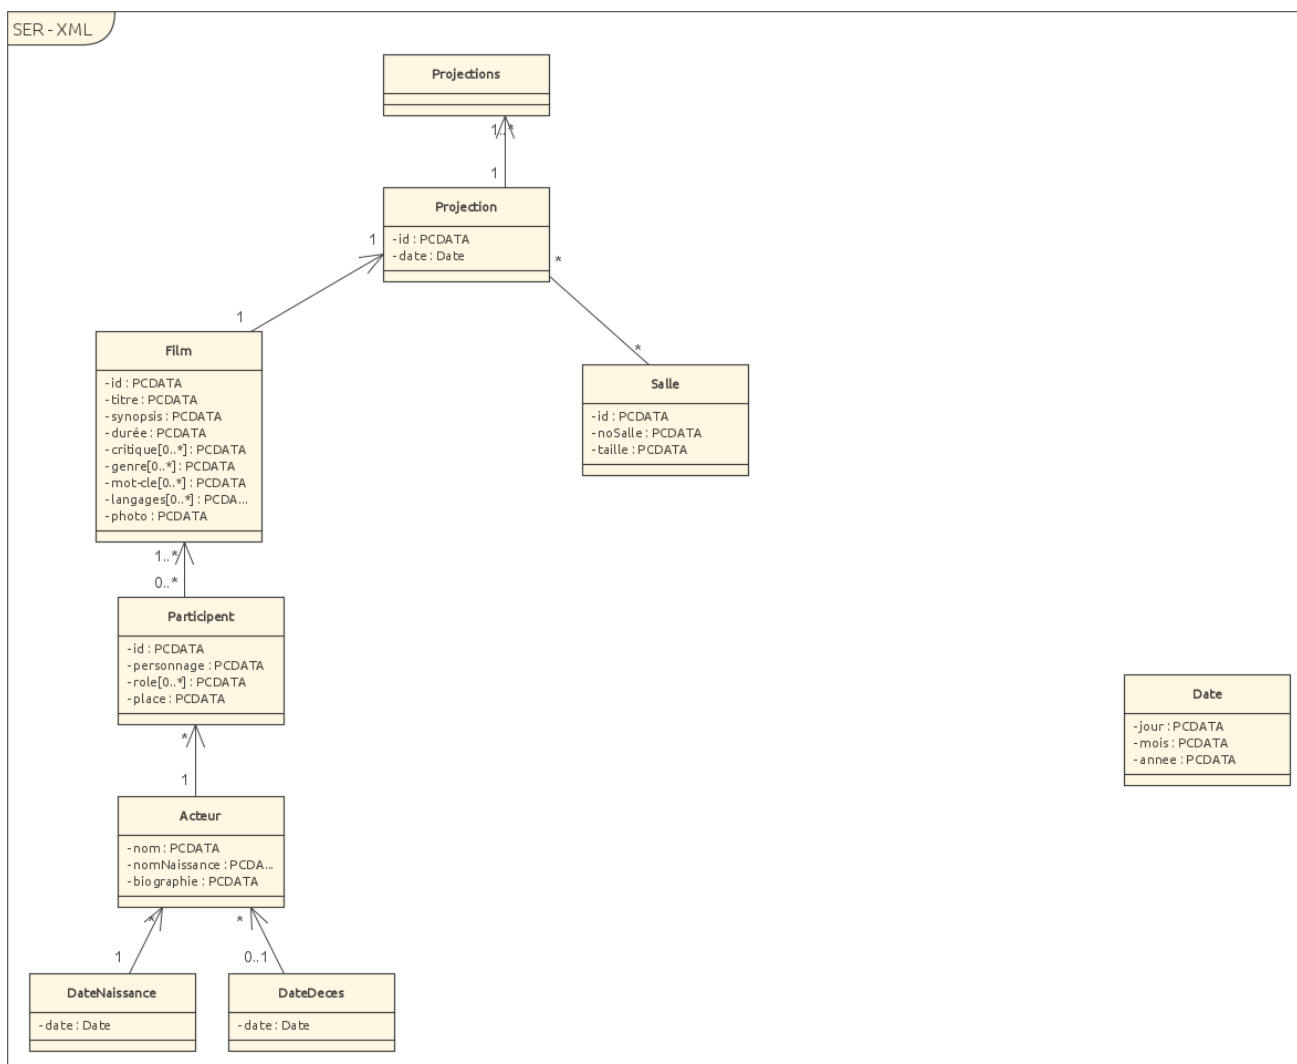 SER - XML
Projections
1..*
1
Projection
- id : PCDATA
- date : Date
1
*
1
*
Film
- id : PCDATA
- titre : PCDATA
- synopsis : PCDATA
- durée : PCDATA
- critique[0..*] : PCDATA
- genre[0..*] : PCDATA
- mot-cle[0..*] : PCDATA
- langages[0..*] : PCDA...
- photo : PCDATA
Salle
- id : PCDATA
- noSalle : PCDATA
- taille : PCDATA
1..*
0..*
Participent
- id : PCDATA
- personnage : PCDATA
- role[0..*] : PCDATA
- place : PCDATA
Date
- jour : PCDATA
- mois : PCDATA
- annee : PCDATA
*
1
Acteur
- nom : PCDATA
- nomNaissance : PCDA...
- biographie : PCDATA
*
*
1
0..1
DateNaissance
- date : Date
DateDeces
- date : Date